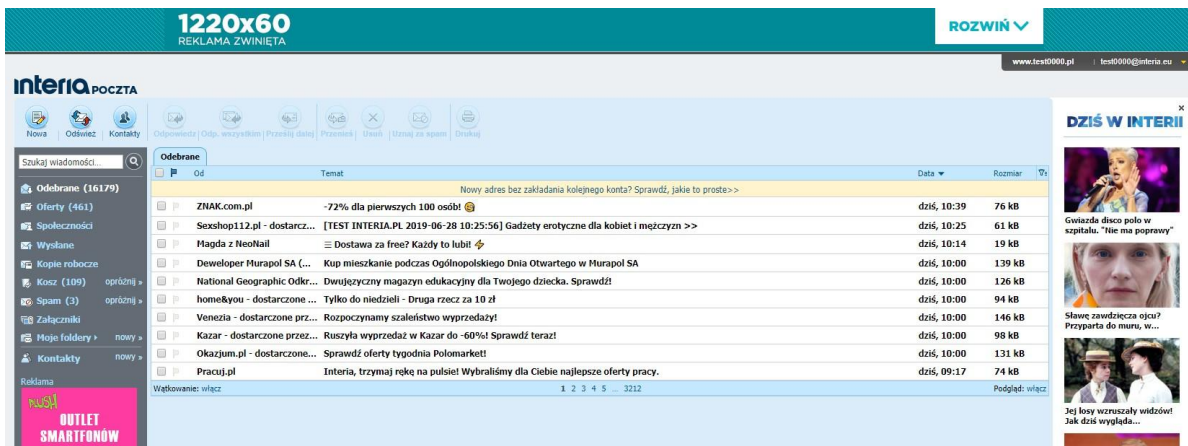 1220x60
REKLAMA ZWINIĘTA
ROZWIŃ
www.test0000.pl | test0000@interia.eu
interia POCZTA
Nowa Odśwież Kontakty Odpowiedz Odp. wszystkim Prześlij dalej Przenieś Usuń Uznaj za spam Drukuj
Szukaj wiadomości...
Odebrane (16179)
Oferty (461)
Społeczności
Wysłane
Kopie robocze
Kosz (109) opróżnij »
Spam (3) opróżnij »
Załączniki
Moje foldery nowy »
Kontakty nowy »
Reklama
PLUSH
OUTLET
SMARTFONÓW
Odebrane
Od Temat Data Rozmiar
Nowy adres bez zakładania kolejnego konta? Sprawdź, jakie to proste>>
ZNAK.com.pl -72% dla pierwszych 100 osób! dziś, 10:39 76 kB
Sexshop112.pl - dostarcz... [TEST INTERIA.PL 2019-06-28 10:25:56] Gadżety erotyczne dla kobiet i mężczyzn >> dziś, 10:25 61 kB
Magda z NeoNail Dostawa za free? Każdy to lubi! dziś, 10:14 19 kB
Deweloper Murapol SA (... Kup mieszkanie podczas Ogólnopolskiego Dnia Otwartego w Murapol SA dziś, 10:00 139 kB
National Geographic Odkr... Dwujęzyczny magazyn edukacyjny dla Twojego dziecka. Sprawdź! dziś, 10:00 126 kB
home&you - dostarczone ... Tylko do niedzieli - Druga rzecz za 10 zł dziś, 10:00 94 kB
Venezia - dostarczone prz... Rozpoczynamy szaleństwo wyprzedaży! dziś, 10:00 146 kB
Kazar - dostarczone przez... Ruszyła wyprzedaż w Kazar do -60%! Sprawdź teraz! dziś, 10:00 98 kB
Okazjum.pl - dostarczone... Sprawdź oferty tygodnia Polomarket! dziś, 10:00 131 kB
Pracuj.pl Interia, trzymaj rękę na pulsie! Wybraliśmy dla Ciebie najlepsze oferty pracy. dziś, 09:17 74 kB
Wątkowanie: włącz 1 2 3 4 5 ... 3212 Podgląd: włącz
DZIŚ W INTERII
Gwiazda disco polo w
szpitalu. "Nie ma poprawy"
Sławę zawdzięcza ojcu?
Przyparta do muru, w...
Jej losy wzruszały widzów!
Jak dziś wygląda...